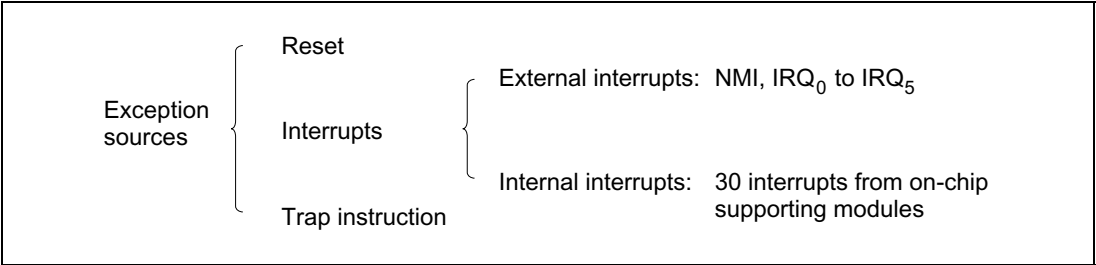 Reset
External interrupts: NMI, IRQ0 to IRQ5
Exception
sources
Interrupts
Internal interrupts: 30 interrupts from on-chip
supporting modules
Trap instruction